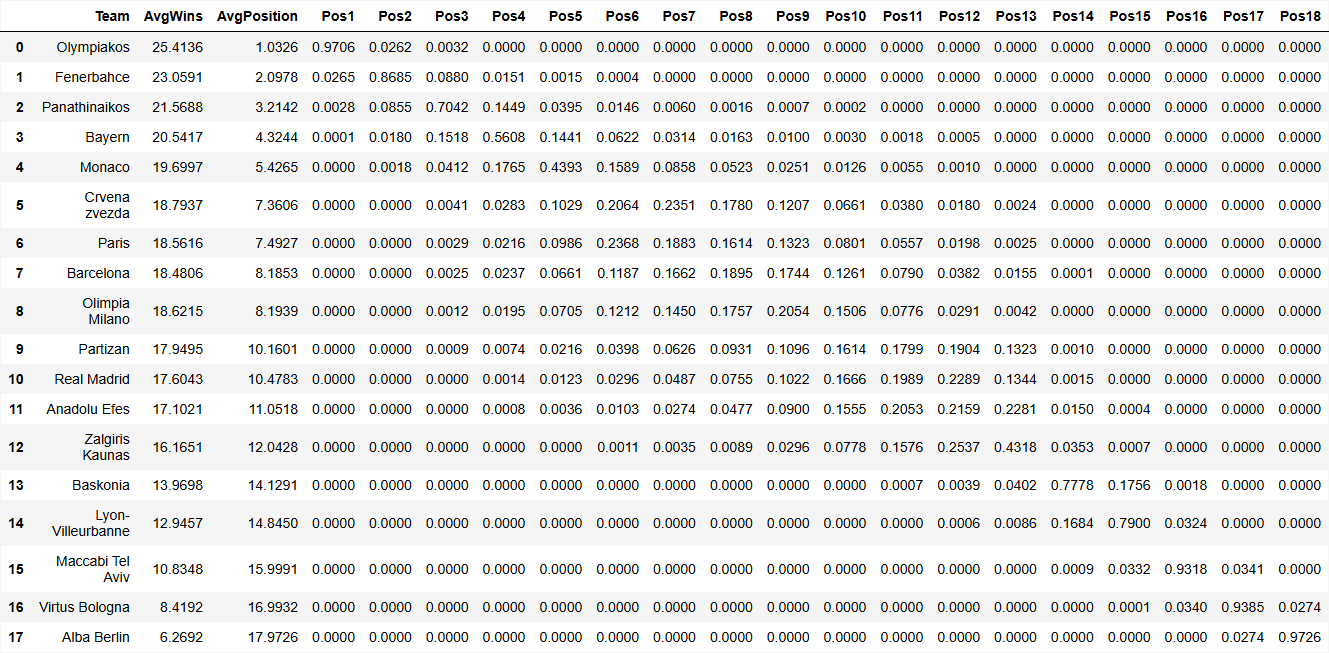 Team AvgWins AvgPosition Pos1 Pos2 Pos3 Pos4 Pos5 Pos6 Pos7 Pos8 Pos9 Pos10 Pos11 Pos12 Pos13 Pos14 Pos15 Pos16 Pos17 Pos18
0 Olympiakos 25.4136 1.0326 0.9706 0.0262 0.0032 0.0000 0.0000 0.0000 0.0000 0.0000 0.0000 0.0000 0.0000 0.0000 0.0000 0.0000 0.0000 0.0000 0.0000 0.0000
1 Fenerbahce 23.0591 2.0978 0.0265 0.8685 0.0880 0.0151 0.0015 0.0004 0.0000 0.0000 0.0000 0.0000 0.0000 0.0000 0.0000 0.0000 0.0000 0.0000 0.0000 0.0000
2 Panathinaikos 21.5688 3.2142 0.0028 0.0855 0.7042 0.1449 0.0395 0.0146 0.0060 0.0016 0.0007 0.0002 0.0000 0.0000 0.0000 0.0000 0.0000 0.0000 0.0000 0.0000
3 Bayern 20.5417 4.3244 0.0001 0.0180 0.1518 0.5608 0.1441 0.0622 0.0314 0.0163 0.0100 0.0030 0.0018 0.0005 0.0000 0.0000 0.0000 0.0000 0.0000 0.0000
4 Monaco 19.6997 5.4265 0.0000 0.0018 0.0412 0.1765 0.4393 0.1589 0.0858 0.0523 0.0251 0.0126 0.0055 0.0010 0.0000 0.0000 0.0000 0.0000 0.0000 0.0000
Crvena
5 18.7937 7.3606 0.0000 0.0000 0.0041 0.0283 0.1029 0.2064 0.2351 0.1780 0.1207 0.0661 0.0380 0.0180 0.0024 0.0000 0.0000 0.0000 0.0000 0.0000
zvezda
6 Paris 18.5616 7.4927 0.0000 0.0000 0.0029 0.0216 0.0986 0.2368 0.1883 0.1614 0.1323 0.0801 0.0557 0.0198 0.0025 0.0000 0.0000 0.0000 0.0000 0.0000
7 Barcelona 18.4806 8.1853 0.0000 0.0000 0.0025 0.0237 0.0661 0.1187 0.1662 0.1895 0.1744 0.1261 0.0790 0.0382 0.0155 0.0001 0.0000 0.0000 0.0000 0.0000
Olimpia
8 18.6215 8.1939 0.0000 0.0000 0.0012 0.0195 0.0705 0.1212 0.1450 0.1757 0.2054 0.1506 0.0776 0.0291 0.0042 0.0000 0.0000 0.0000 0.0000 0.0000
Milano
9 Partizan 17.9495 10.1601 0.0000 0.0000 0.0009 0.0074 0.0216 0.0398 0.0626 0.0931 0.1096 0.1614 0.1799 0.1904 0.1323 0.0010 0.0000 0.0000 0.0000 0.0000
10 Real Madrid 17.6043 10.4783 0.0000 0.0000 0.0014 0.0123 0.0296 0.0487 0.0755 0.1022 0.1666 0.1989 0.2289 0.1344 0.0015 0.0000 0.0000 0.0000 0.0000
11 Anadolu Efes 17.1021 11.0518 0.0000 0.0000 0.0000 0.0008 0.0036 0.0103 0.0274 0.0477 0.0900 0.1555 0.2053 0.2159 0.2281 0.0150 0.0004 0.0000 0.0000 0.0000
Zalgiris
12 16.1651 12.0428 0.0000 0.0000 0.0000 0.0000 0.0000 0.0011 0.0035 0.0089 0.0296 0.0778 0.1576 0.2537 0.4318 0.0353 0.0007 0.0000 0.0000 0.0000
Kaunas
13 Baskonia 13.9698 14.1291 0.0000 0.0000 0.0000 0.0000 0.0000 0.0000 0.0000 0.0000 0.0000 0.0000 0.0007 0.0039 0.0402 0.7778 0.1756 0.0018 0.0000 0.0000
Lyon-
14 12.9457 14.8450 0.0000 0.0000 0.0000 0.0000 0.0000 0.0000 0.0000 0.0000 0.0000 0.0000 0.0000 0.0006 0.0086 0.1684 0.7900 0.0324 0.0000 0.0000
Villeurbanne
Maccabi Tel
15 10.8348 15.9991 0.0000 0.0000 0.0000 0.0000 0.0000 0.0000 0.0000 0.0000 0.0000 0.0000 0.0000 0.0000 0.0000 0.0009 0.0332 0.9318 0.0341 0.0000
Aviv
16 Virtus Bologna 8.4192 16.9932 0.0000 0.0000 0.0000 0.0000 0.0000 0.0000 0.0000 0.0000 0.0000 0.0000 0.0000 0.0000 0.0000 0.0000 0.0001 0.0340 0.9385 0.0274
17 Alba Berlin 6.2692 17.9726 0.0000 0.0000 0.0000 0.0000 0.0000 0.0000 0.0000 0.0000 0.0000 0.0000 0.0000 0.0000 0.0000 0.0000 0.0000 0.0000 0.0274 0.9726